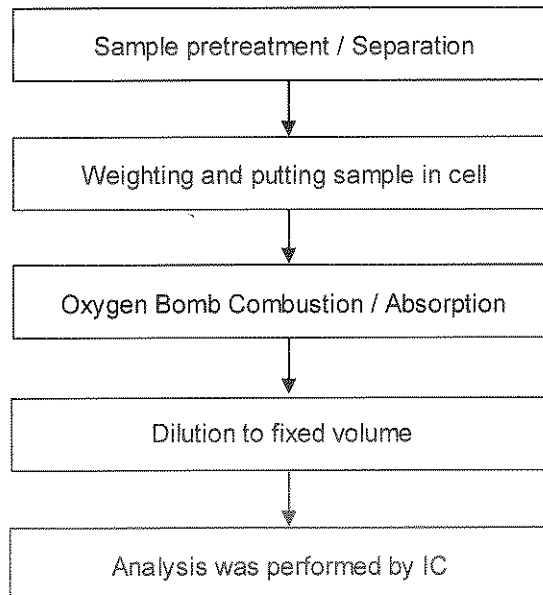 Sample pretreatment / Separation
Weighting and putting sample in cell
Oxygen Bomb Combustion / Absorption
Dilution to fixed volume
Analysis was performed by IC